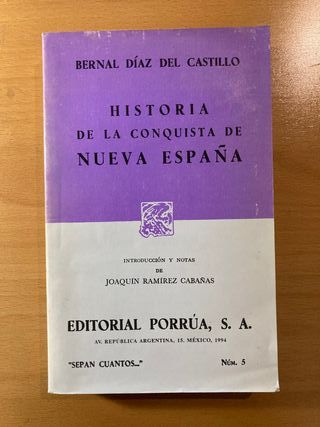 BERNAL DÍAZ DEL CASTILLO
HISTORIA
DE LA CONQUISTA DE
NUEVA ESPAÑA
INTRODUCCIÓN Y NOTAS
DE
JOAQUIN RAMÍREZ CABAÑAS
EDITORIAL PORRÚA, S. A.
AV. REPÚBLICA ARGENTINA, 15. MÉXICO, 1994
"SEPAN CUANTOS..." NÚM. 5